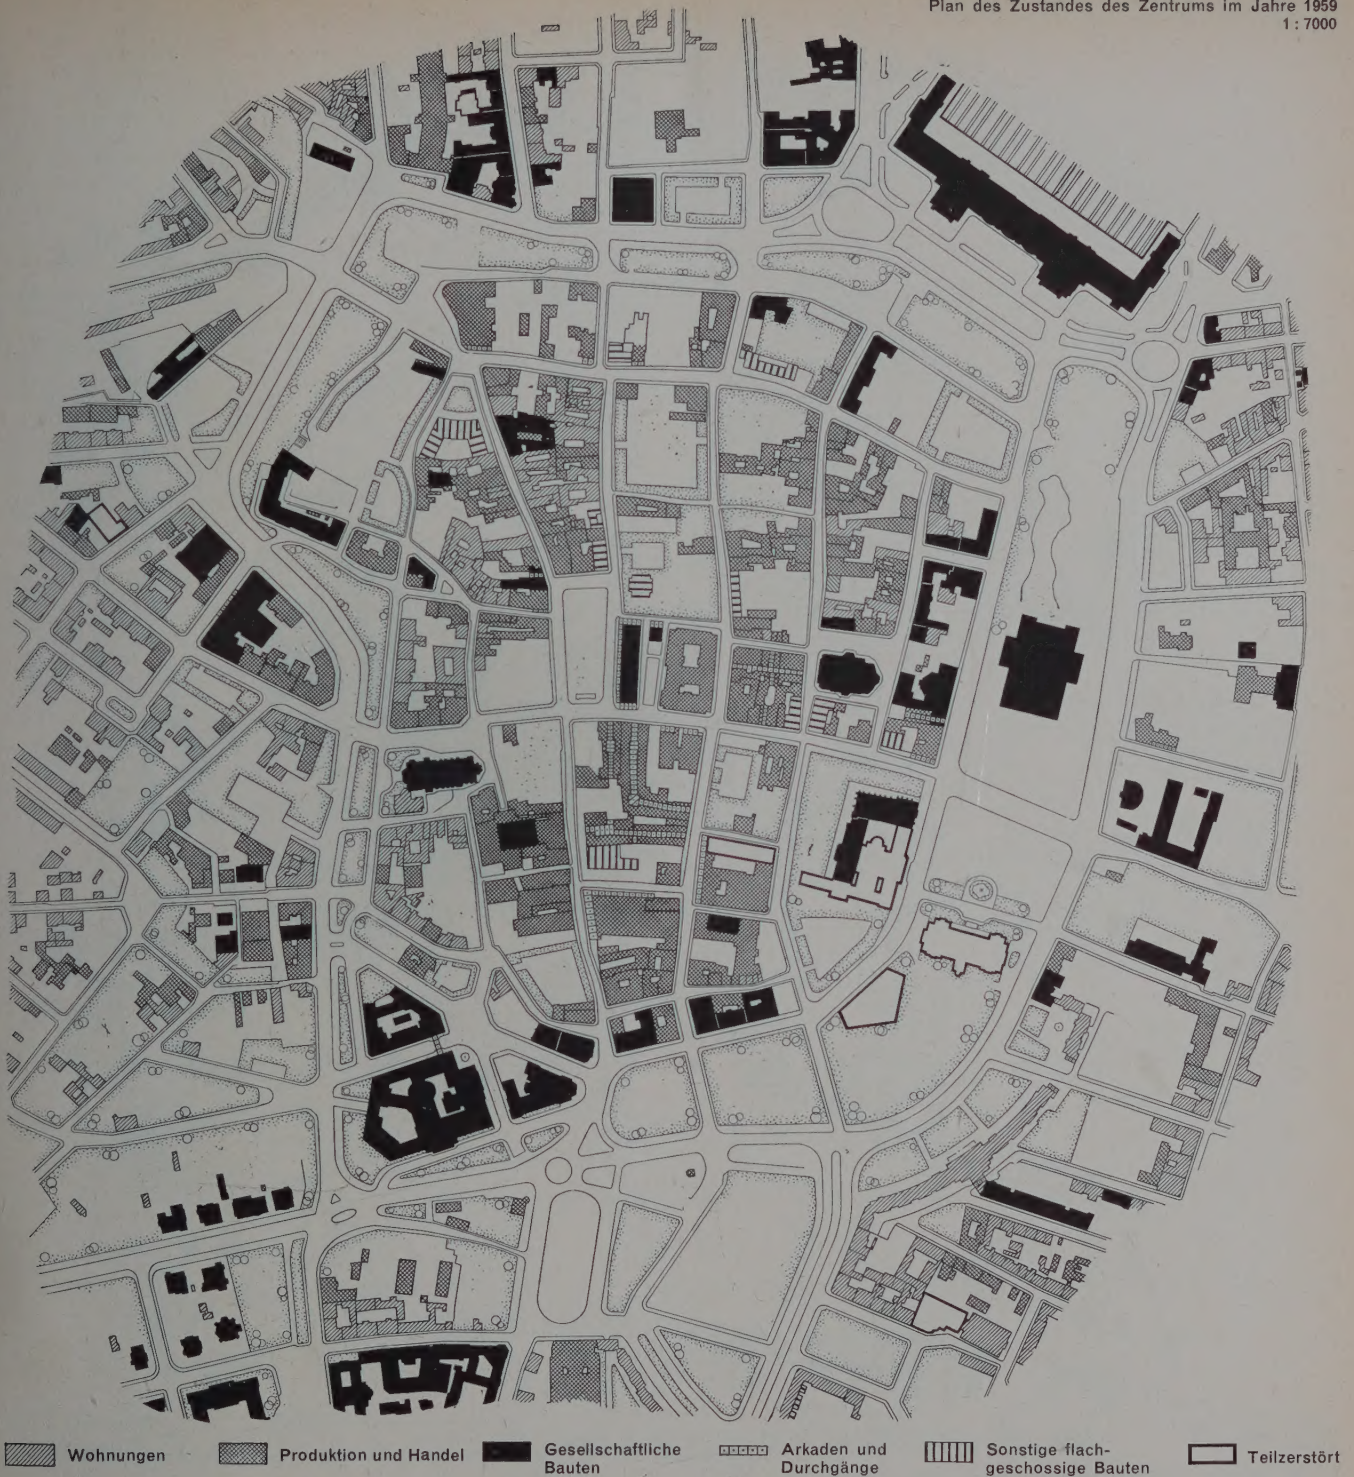 Plan des Zustandes des Zentrums im Jahre 1959
1 : 7000
Wohnungen
Produktion und Handel
Gesellschaftliche
Bauten
Arkaden und
Durchgänge
Sonstige flach-
geschossige Bauten
Teilzerstört